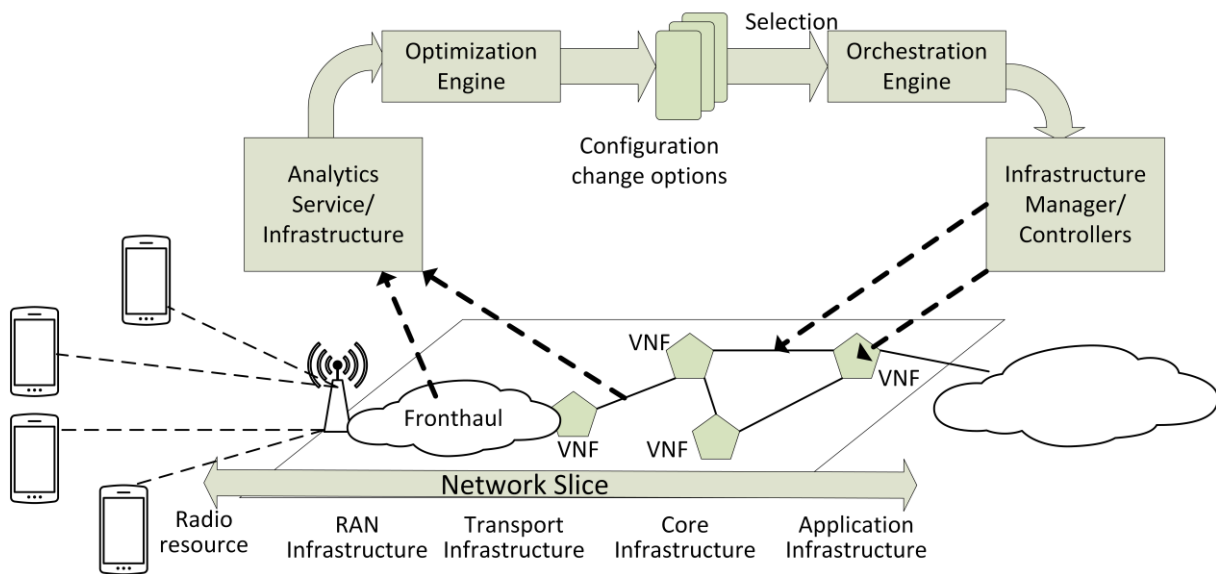 Selection
Optimization
Engine
Orchestration
Engine
Configuration
change options
Analytics
Service/
Infrastructure
Infrastructure
Manager/
Controllers
VNF
VNF
Fronthaul
VNF
VNF
Network Slice
Radio
resource
RAN
Infrastructure
Transport
Infrastructure
Core
Infrastructure
Application
Infrastructure